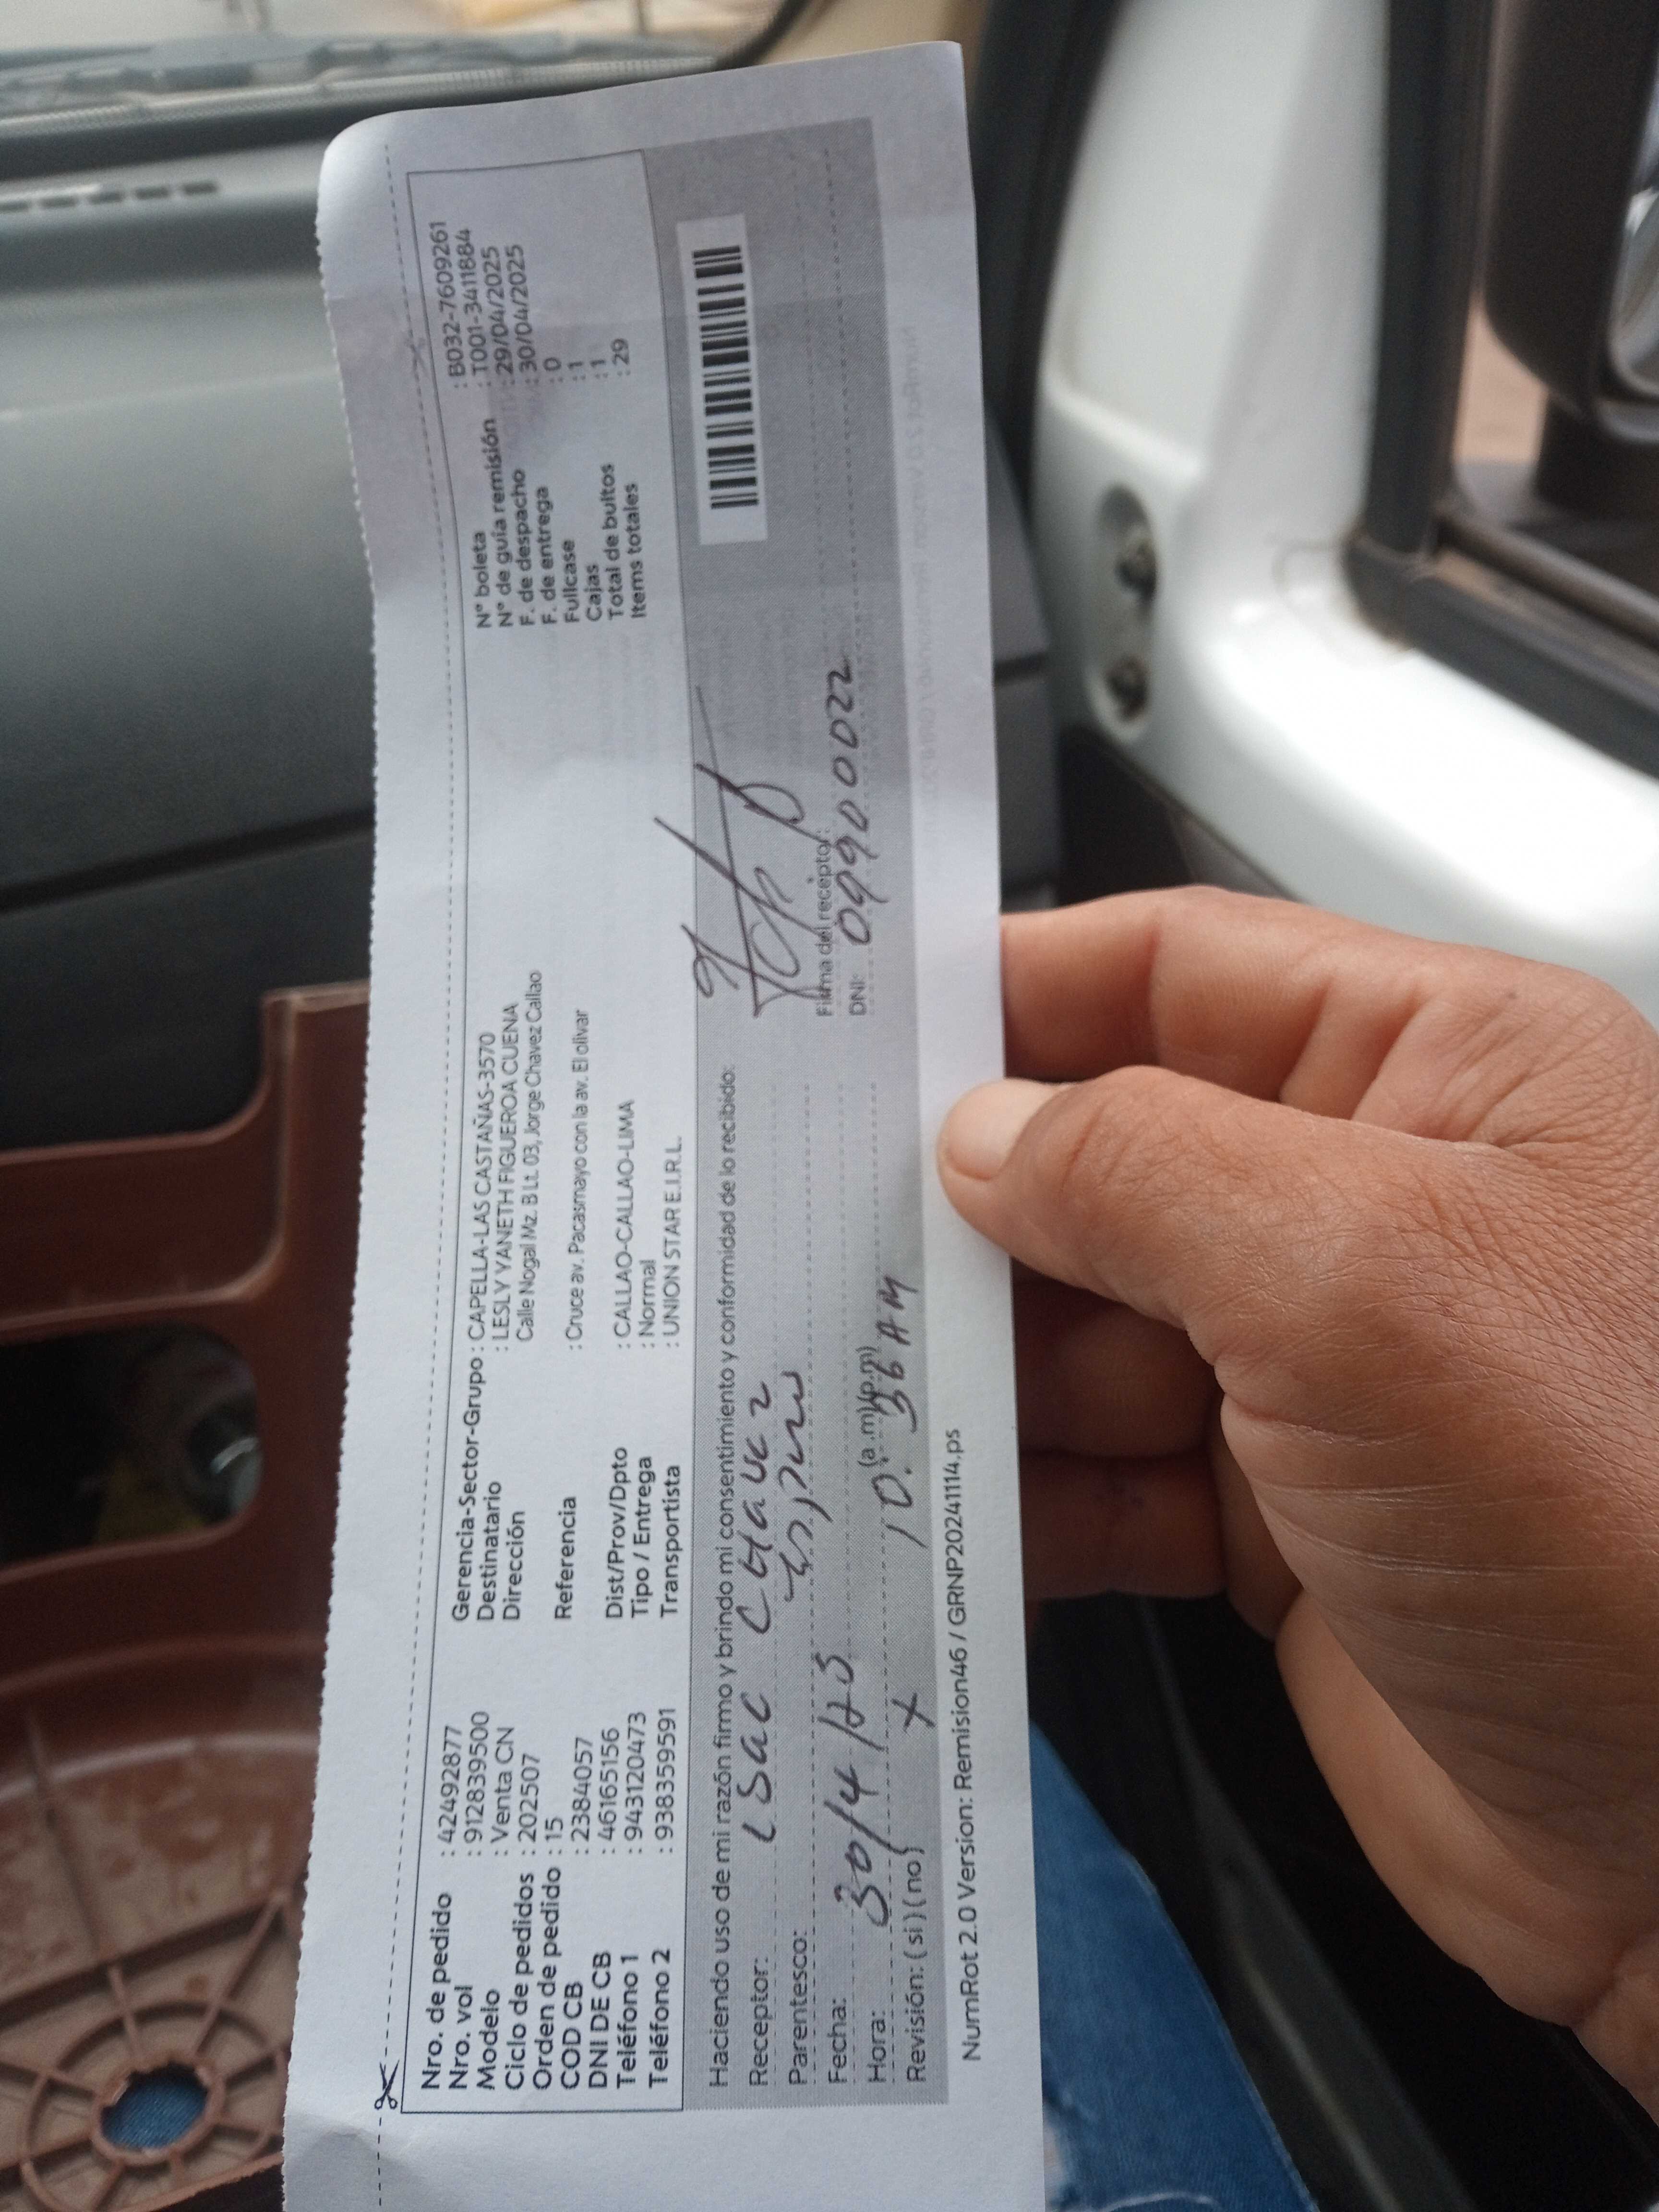 Nro. de pedido : 42492877
Nro. vol : 912839500
Modelo : Venta CN
Ciclo de pedidos : 202507
Orden de pedido : 15
COD CB : 2384057
DNI DE CB : 46165156
Teléfono 1 : 943120473
Teléfono 2 : 938359591
Gerencia-Sector-Grupo : CAPELLA-LAS CASTAÑAS-3570
Destinatario : LESLY YANETH FIGUEROA CUENA
Dirección Calle Nogal Mz. B Lt. 03, Jorge Chavez Callao
Referencia : Cruce av. Pacasmayo con la av. El olivar
Dist/Prov/Dpto : CALLAO-CALLAO-LIMA
Tipo / Entrega : Normal
Transportista : UNION STAR E.I.R.L.
N° boleta : B032-7609261
N° de guía remisión : T001-3411884
F. de despacho : 29/04/2025
F. de entrega : 30/04/2025
Fullcase : 0
Cajas : 1
Total de bultos : 1
Items totales : 29
Haciendo uso de mi razón firmo y brindo mi consentimiento y conformidad de lo recibido:
Receptor: Isac Chavez
Parentesco:
Fecha: 30/4/25
Hora: 10:36 AM (a.m) (p.m)
Revisión: ( si ) ( no ) X
Firma del receptor:
DNI: 09900022
NumRot 2.0 Version: Remision46 / GRNP20241114.ps